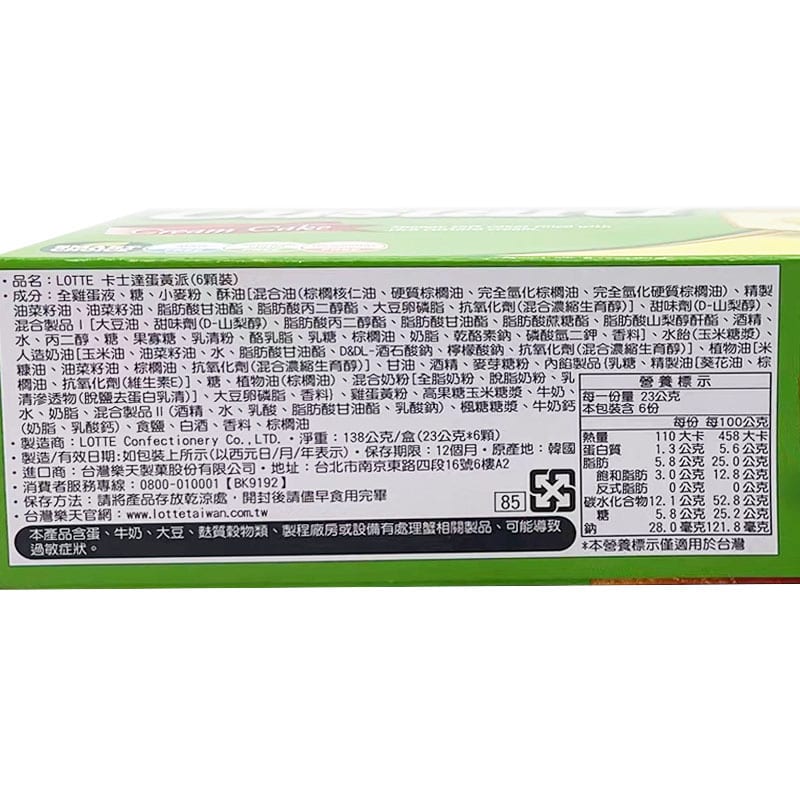 Cream Cake
·品名：LOTTE 卡士達蛋黃派(6顆裝)
·成分：全雞蛋液、糖、小麥粉、酥油[混合油(棕櫚核仁油、硬質棕櫚油、完全氫化棕櫚油、完全氫化硬質棕櫚油)、精製
油菜籽油、油菜籽油、脂肪酸甘油酯、脂肪酸丙二醇酯、大豆卵磷脂、抗氧化劑(混合濃縮生育醇)]、甜味劑(D-山梨醇)、
混合製品Ⅰ[大豆油、甜味劑(D-山梨醇)、脂肪酸丙二醇酯、脂肪酸甘油酯、脂肪酸蔗糖酯、脂肪酸山梨醇酐酯、酒精、
水、丙二醇、糖、果寡糖、乳清粉、酪乳脂、乳糖、棕櫚油、奶脂、乾酪素鈉、磷酸氫二鉀、香料]、水飴(玉米糖漿)、
人造奶油[玉米油、油菜籽油、水、脂肪酸甘油酯、D&DL-酒石酸鈉、檸檬酸鈉、抗氧化劑(混合濃縮生育醇)]、植物油[米
糠油、油菜籽油、棕櫚油、抗氧化劑(混合濃縮生育醇)]、甘油、酒精、麥芽糖粉、內餡製品{乳糖、精製油[葵花油、棕
櫚油、抗氧化劑(維生素E)]、糖、植物油(棕櫚油)、混合奶粉[全脂奶粉、脫脂奶粉、乳
清滲透物(脫鹽去蛋白乳清)]、大豆卵磷脂、香料}、雞蛋黃粉、高果糖玉米糖漿、牛奶、
水、奶脂、混合製品Ⅱ(酒精、水、乳酸、脂肪酸甘油酯、乳酸鈉)、楓糖糖漿、牛奶鈣
(奶脂、乳酸鈣)、食鹽、白酒、香料、棕櫚油
·製造商：LOTTE Confectionery Co.,LTD.·淨重：138公克/盒(23公克*6顆)
·製造/有效日期:如包裝上所示(以西元日/月/年表示)·保存期限：12個月·原產地：韓國
·進口商：台灣樂天製菓股份有限公司·地址：台北市南京東路四段16號6樓A2
·消費者服務專線：0800-010001【BK9192】
·保存方法：請將產品存放乾涼處，開封後請儘早食用完畢
·台灣樂天官網：www.lottetaiwan.com.tw
85
本產品含蛋、牛奶、大豆、麩質穀物類、製程廠房或設備有處理蟹相關製品、可能導致
過敏症狀。
營養標示
每一份量 23公克
本包裝含 6份
每份 每100公克
熱量 110大卡 458大卡
蛋白質 1.3公克 5.6公克
脂肪 5.8公克 25.0公克
飽和脂肪 3.0公克 12.8公克
反式脂肪 0公克 0公克
碳水化合物 12.1公克 52.8公克
糖 5.8公克 25.2公克
鈉 28.0毫克 121.8毫克
*本營養標示僅適用於台灣